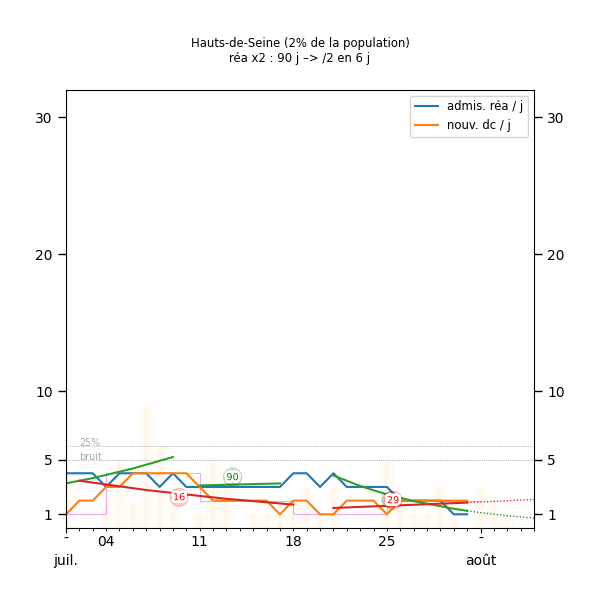 Hauts-de-Seine (2% de la population)
réa x2 : 90 j –> /2 en 6 j
admis. réa / j
nouv. dc / j
30
30
20
20
10
10
25%
bruit
5
5
90
16
29
1
1
-
04
11
18
25
-
juil.
août